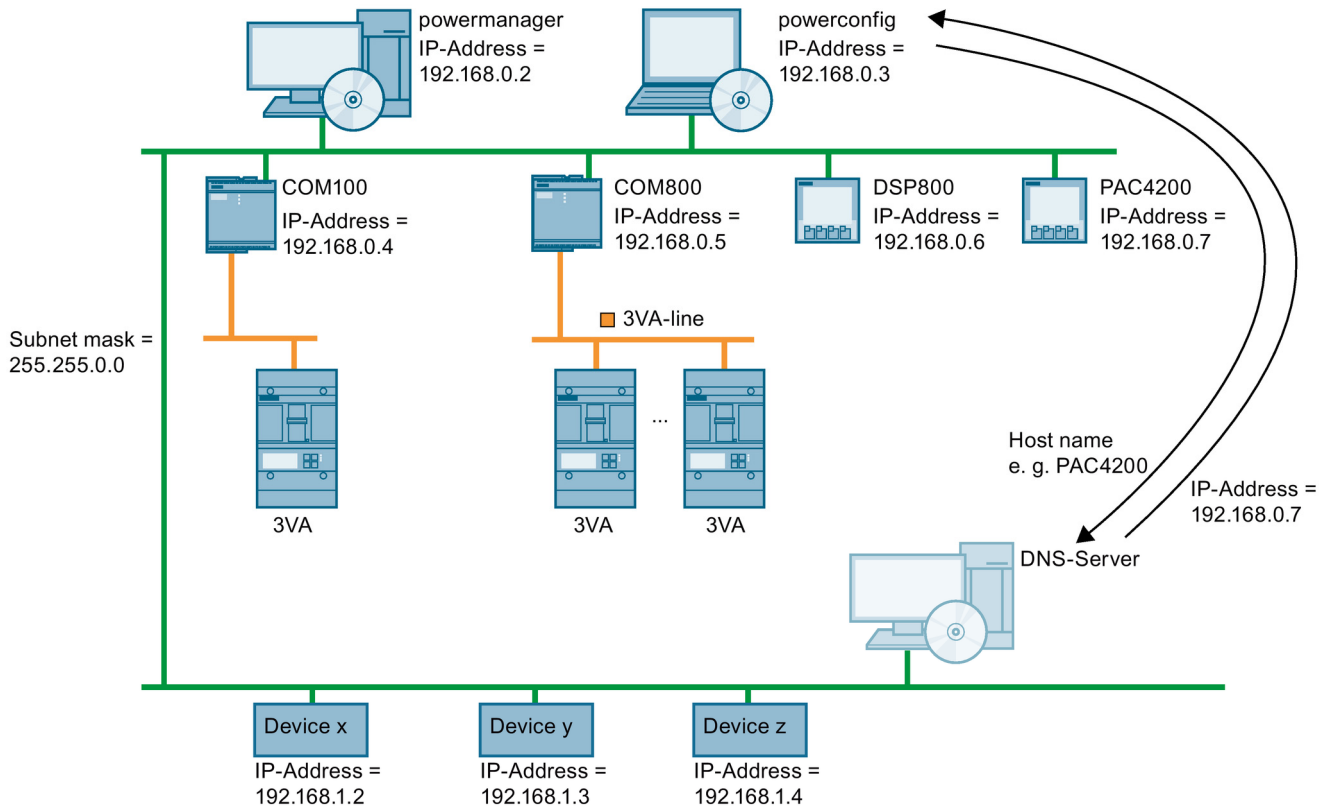 powermanager
IP-Address =
192.168.0.2
powerconfig
IP-Address =
192.168.0.3
COM100
IP-Address =
192.168.0.4
COM800
IP-Address =
192.168.0.5
DSP800
IP-Address =
192.168.0.6
PAC4200
IP-Address =
192.168.0.7
3VA-line
Subnet mask =
255.255.0.0
...
3VA
3VA
3VA
Host name
e. g. PAC4200
IP-Address =
192.168.0.7
DNS-Server
Device x
IP-Address =
192.168.1.2
Device y
IP-Address =
192.168.1.3
Device z
IP-Address =
192.168.1.4